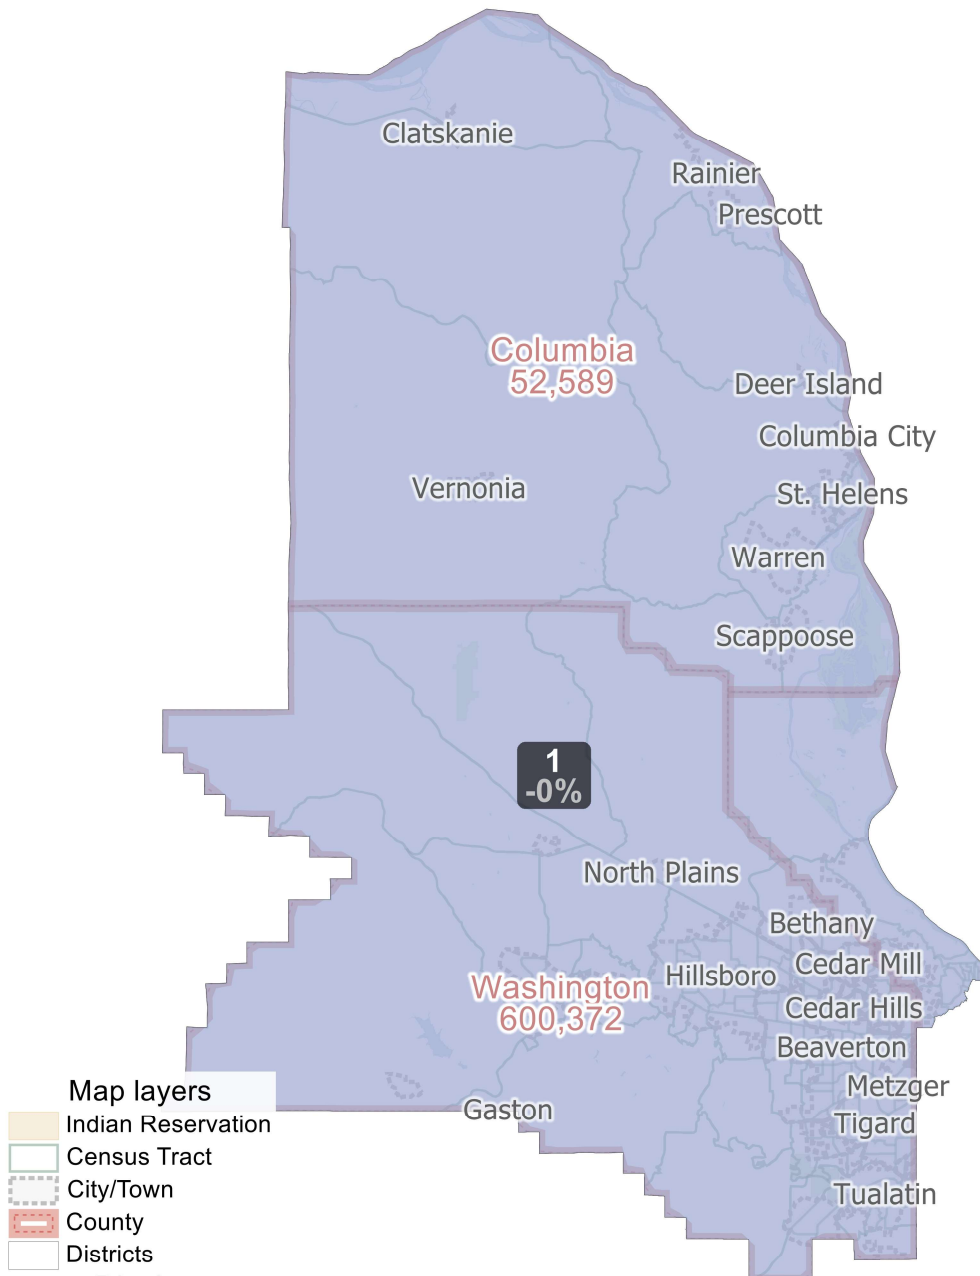 Clatskanie
Rainier
Prescott
Columbia
52,589
Deer Island
Columbia City
Vernonia
St. Helens
Warren
Scappoose
1
-0%
North Plains
Bethany
Cedar Mill
Hillsboro
Washington
600,372
Cedar Hills
Beaverton
Metzger
Gaston
Tigard
Tualatin
Map layers
Indian Reservation
Census Tract
City/Town
County
Districts